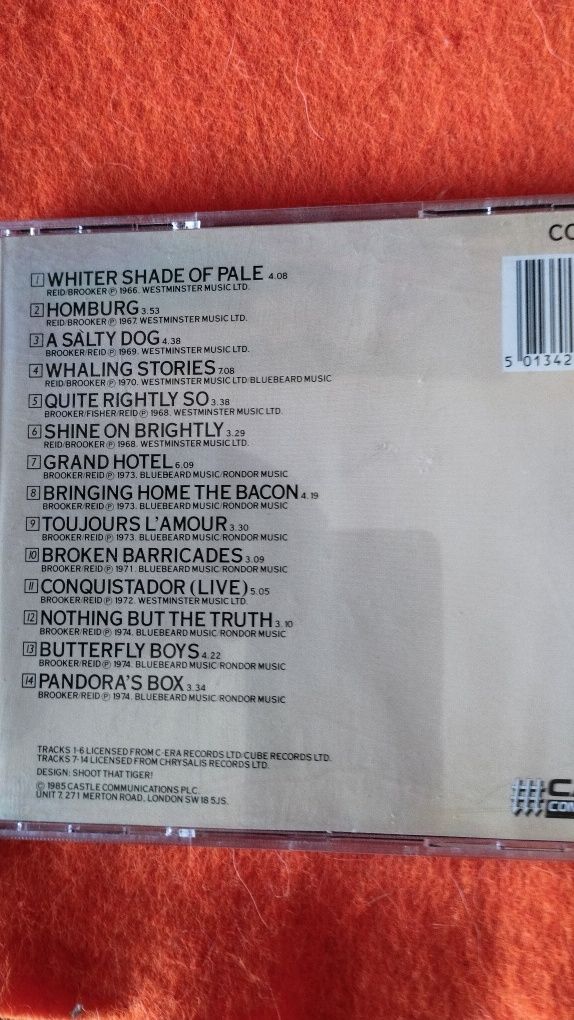 CO
1 WHITER SHADE OF PALE 4.08
REID/BROOKER ℗ 1966. WESTMINSTER MUSIC LTD.
2 HOMBURG 3.53
REID/BROOKER ℗ 1967. WESTMINSTER MUSIC LTD.
3 A SALTY DOG 4.38
BROOKER/REID ℗ 1969. WESTMINSTER MUSIC LTD.
4 WHALING STORIES 7.08
REID/BROOKER ℗ 1970. WESTMINSTER MUSIC LTD/BLUEBEARD MUSIC
5 QUITE RIGHTLY SO 3.38
BROOKER/FISHER/REID ℗ 1968. WESTMINSTER MUSIC LTD.
6 SHINE ON BRIGHTLY 3.29
REID/BROOKER ℗ 1968. WESTMINSTER MUSIC LTD.
7 GRAND HOTEL 6.09
BROOKER/REID ℗ 1973. BLUEBEARD MUSIC/RONDOR MUSIC
8 BRINGING HOME THE BACON 4.19
BROOKER/REID ℗ 1973. BLUEBEARD MUSIC/RONDOR MUSIC
9 TOUJOURS L'AMOUR 3.30
BROOKER/REID ℗ 1973. BLUEBEARD MUSIC/RONDOR MUSIC
10 BROKEN BARRICADES 3.09
BROOKER/REID ℗ 1971. BLUEBEARD MUSIC/RONDOR MUSIC
11 CONQUISTADOR (LIVE) 5.05
BROOKER/REID ℗ 1972. WESTMINSTER MUSIC LTD.
12 NOTHING BUT THE TRUTH 3.10
BROOKER/REID ℗ 1974. BLUEBEARD MUSIC/RONDOR MUSIC
13 BUTTERFLY BOYS 4.22
BROOKER/REID ℗ 1974. BLUEBEARD MUSIC/RONDOR MUSIC
14 PANDORA'S BOX 3.34
BROOKER/REID ℗ 1974. BLUEBEARD MUSIC/RONDOR MUSIC
5 01342
TRACKS 1-6 LICENSED FROM C-ERA RECORDS LTD/CUBE RECORDS LTD.
TRACKS 7-14 LICENSED FROM CHRYSALIS RECORDS LTD.
DESIGN: SHOOT THAT TIGER!
© 1985 CASTLE COMMUNICATIONS PLC.
UNIT 7, 271 MERTON ROAD, LONDON SW18 5JS.
CA
COM